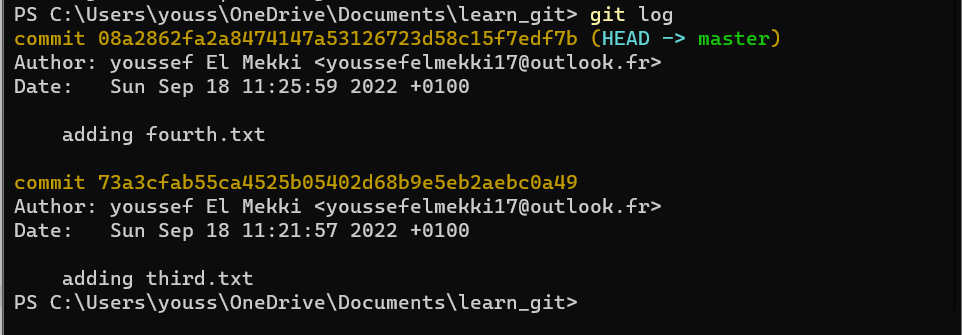 PS C:\Users\youss\OneDrive\Documents\learn_git> git log
commit 08a2862fa2a8474147a53126723d58c15f7edf7b (HEAD -> master)
Author: youssef El Mekki <youssefelmekki17@outlook.fr>
Date:   Sun Sep 18 11:25:59 2022 +0100
    adding fourth.txt
commit 73a3cfab55ca4525b05402d68b9e5eb2aebc0a49
Author: youssef El Mekki <youssefelmekki17@outlook.fr>
Date:   Sun Sep 18 11:21:57 2022 +0100
    adding third.txt
PS C:\Users\youss\OneDrive\Documents\learn_git>